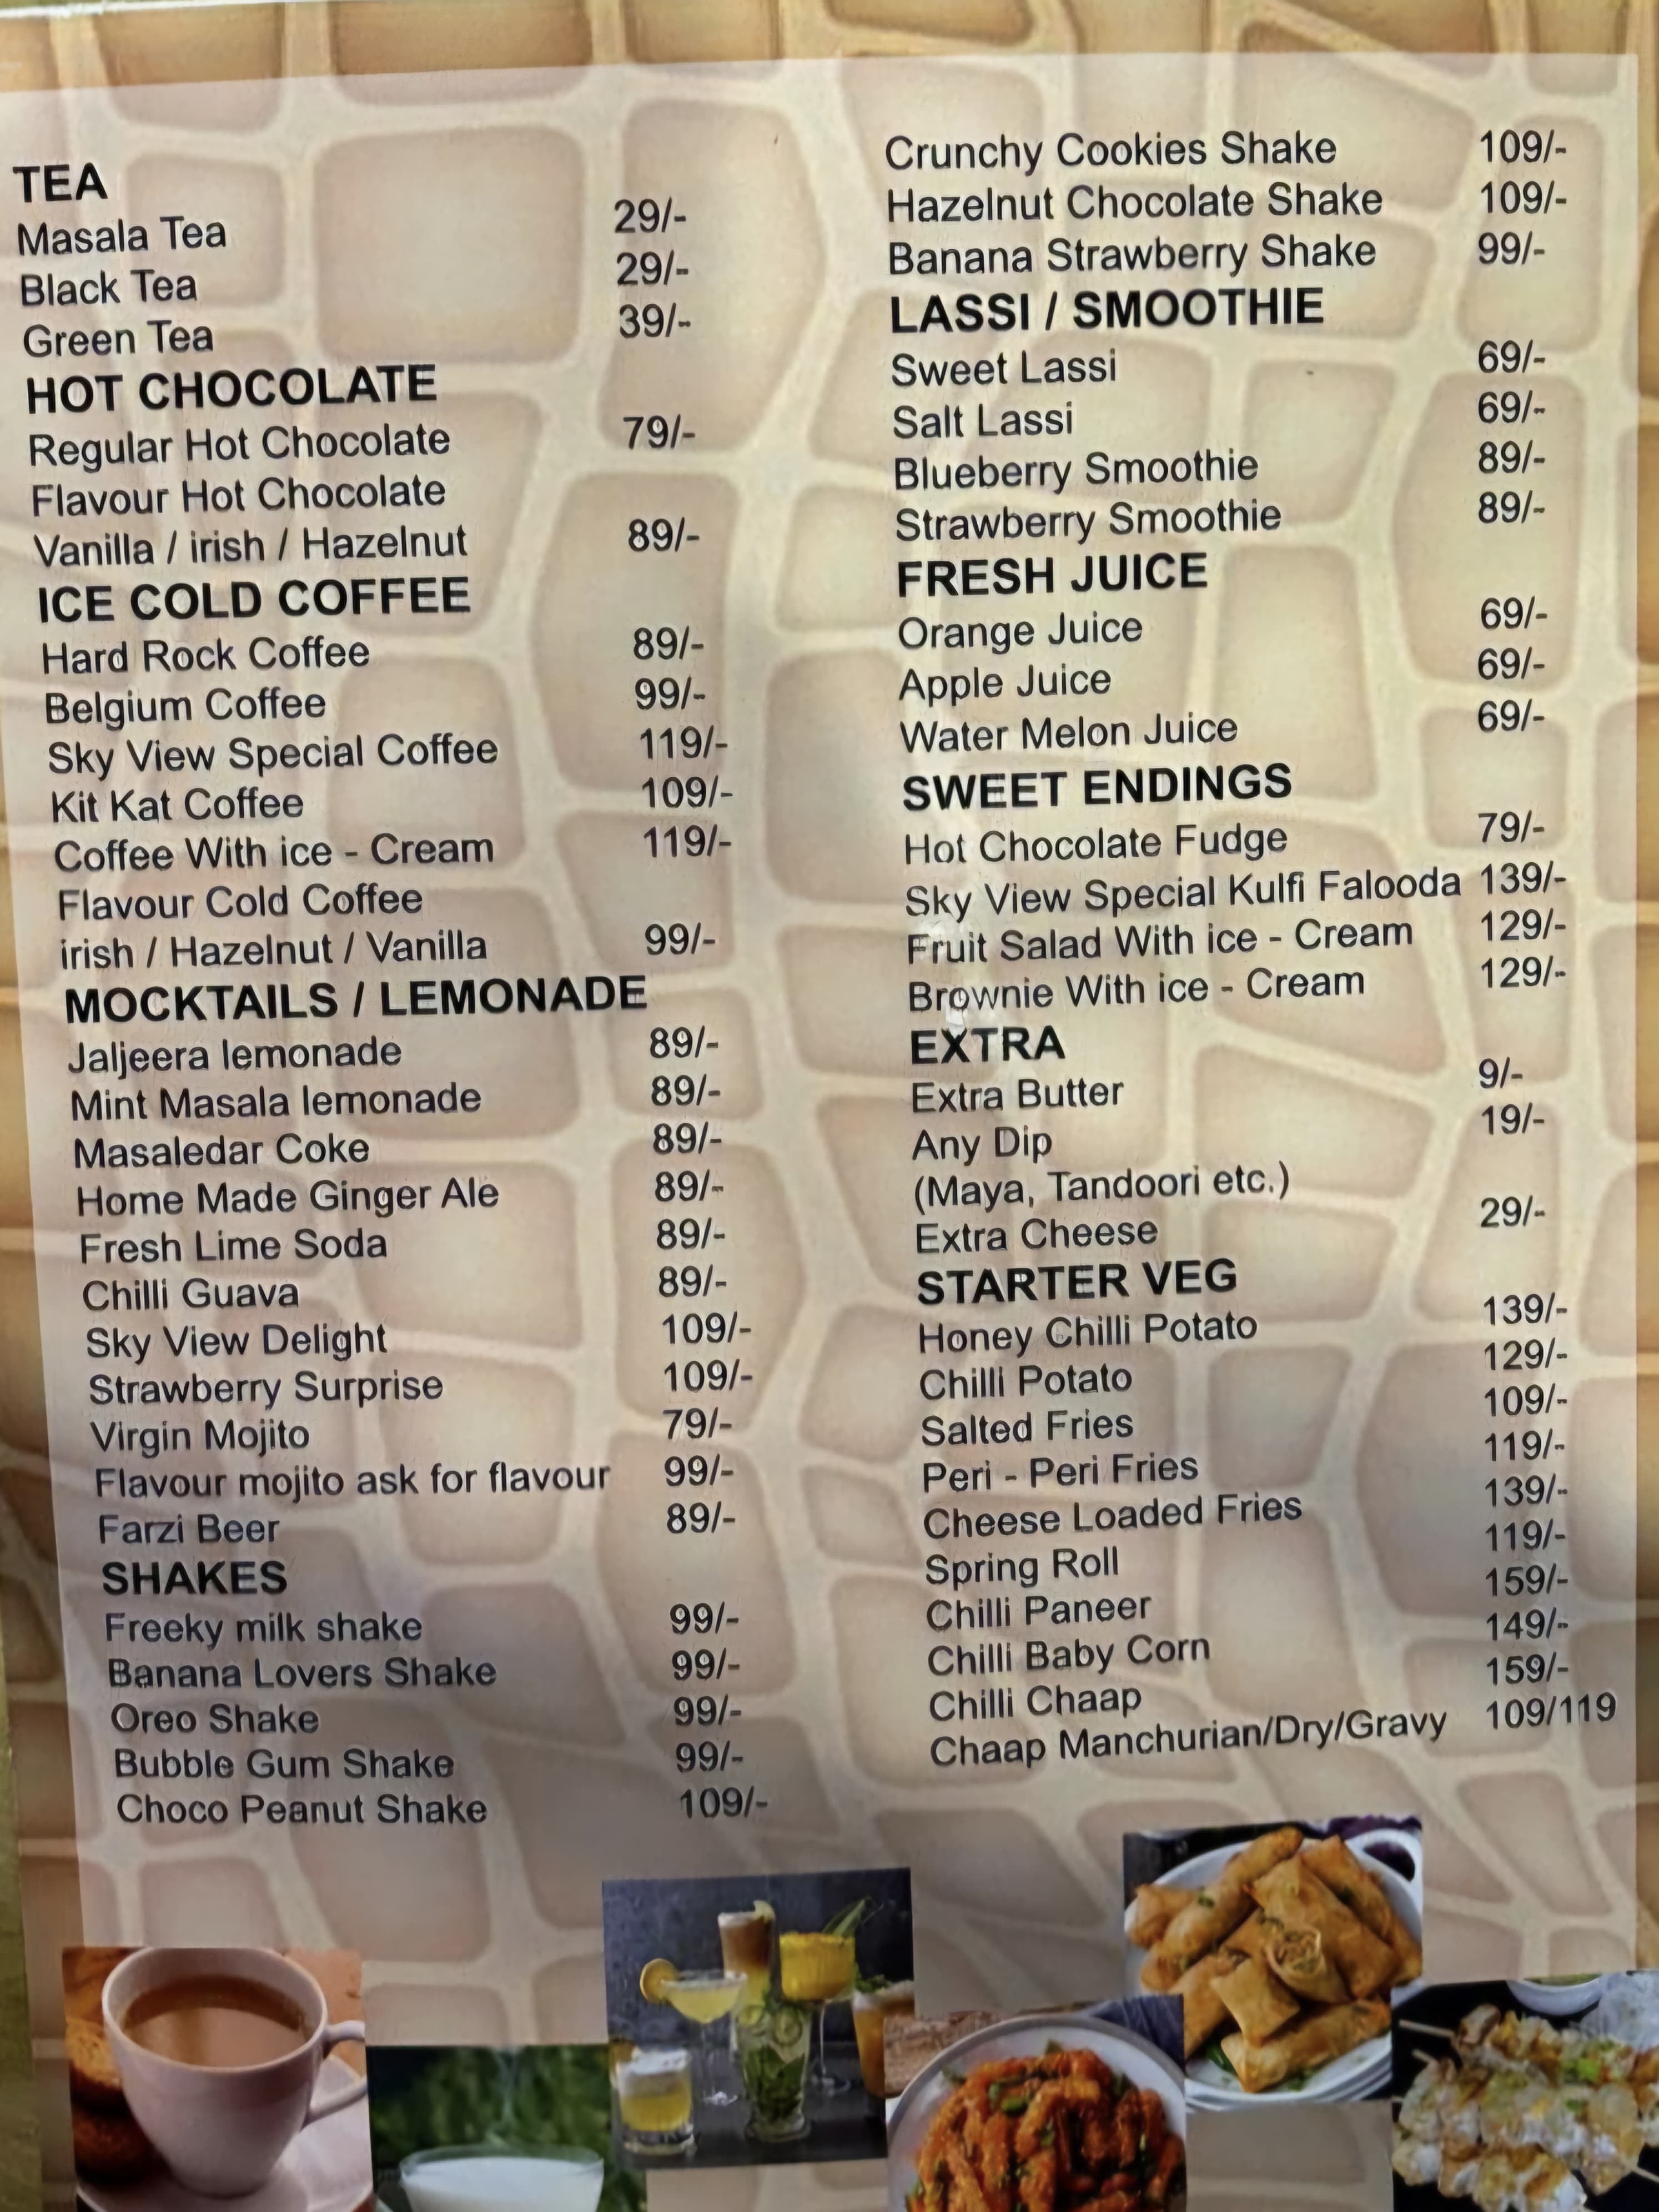 TEA
Masala Tea 29/-
Black Tea 29/-
Green Tea 39/-
HOT CHOCOLATE
Regular Hot Chocolate 79/-
Flavour Hot Chocolate
Vanilla / irish / Hazelnut 89/-
ICE COLD COFFEE
Hard Rock Coffee 89/-
Belgium Coffee 99/-
Sky View Special Coffee 119/-
Kit Kat Coffee 109/-
Coffee With ice - Cream 119/-
Flavour Cold Coffee
irish / Hazelnut / Vanilla 99/-
MOCKTAILS / LEMONADE
Jaljeera lemonade 89/-
Mint Masala lemonade 89/-
Masaledar Coke 89/-
Home Made Ginger Ale 89/-
Fresh Lime Soda 89/-
Chilli Guava 89/-
Sky View Delight 109/-
Strawberry Surprise 109/-
Virgin Mojito 79/-
Flavour mojito ask for flavour 99/-
Farzi Beer 89/-
SHAKES
Freeky milk shake 99/-
Banana Lovers Shake 99/-
Oreo Shake 99/-
Bubble Gum Shake 99/-
Choco Peanut Shake 109/-
Crunchy Cookies Shake 109/-
Hazelnut Chocolate Shake 109/-
Banana Strawberry Shake 99/-
LASSI / SMOOTHIE
Sweet Lassi 69/-
Salt Lassi 69/-
Blueberry Smoothie 89/-
Strawberry Smoothie 89/-
FRESH JUICE
Orange Juice 69/-
Apple Juice 69/-
Water Melon Juice 69/-
SWEET ENDINGS
Hot Chocolate Fudge 79/-
Sky View Special Kulfi Falooda 139/-
Fruit Salad With ice - Cream 129/-
Brownie With ice - Cream 129/-
EXTRA
Extra Butter 9/-
Any Dip 19/-
(Maya, Tandoori etc.)
Extra Cheese 29/-
STARTER VEG
Honey Chilli Potato 139/-
Chilli Potato 129/-
Salted Fries 109/-
Peri - Peri Fries 119/-
Cheese Loaded Fries 139/-
Spring Roll 119/-
Chilli Paneer 159/-
Chilli Baby Corn 149/-
Chilli Chaap 159/-
Chaap Manchurian/Dry/Gravy 109/119